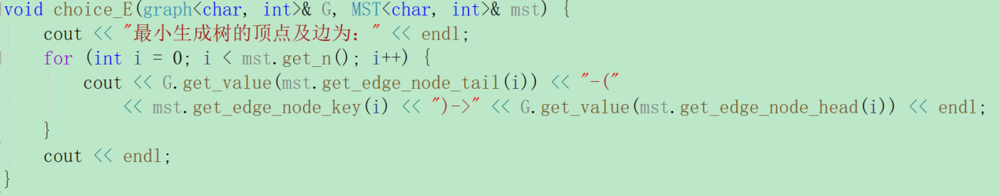 void choice_E(graph<char, int>& G, MST<char, int>& mst) {
    cout << "最小生成树的顶点及边为：" << endl;
    for (int i = 0; i < mst.get_n(); i++) {
        cout << G.get_value(mst.get_edge_node_tail(i)) << "-("
            << mst.get_edge_node_key(i) << ")->" << G.get_value(mst.get_edge_node_head(i)) << endl;
    }
    cout << endl;
}